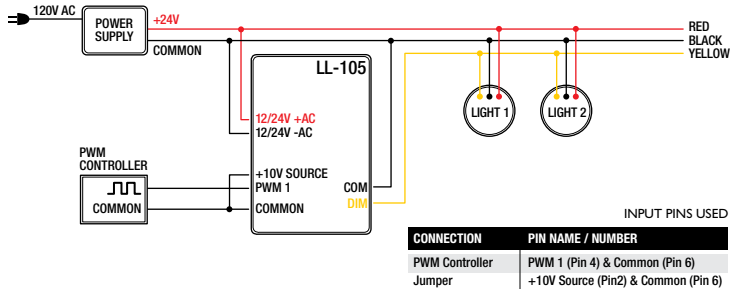 120V AC
POWER
SUPPLY
+24V
COMMON
RED
BLACK
YELLOW
LL-105
12/24V +AC
12/24V -AC
LIGHT 1
LIGHT 2
PWM
CONTROLLER
COMMON
+10V SOURCE
PWM 1
COMMON
COM
DIM
INPUT PINS USED
CONNECTION PIN NAME / NUMBER
PWM Controller PWM 1 (Pin 4) & Common (Pin 6)
Jumper +10V Source (Pin2) & Common (Pin 6)